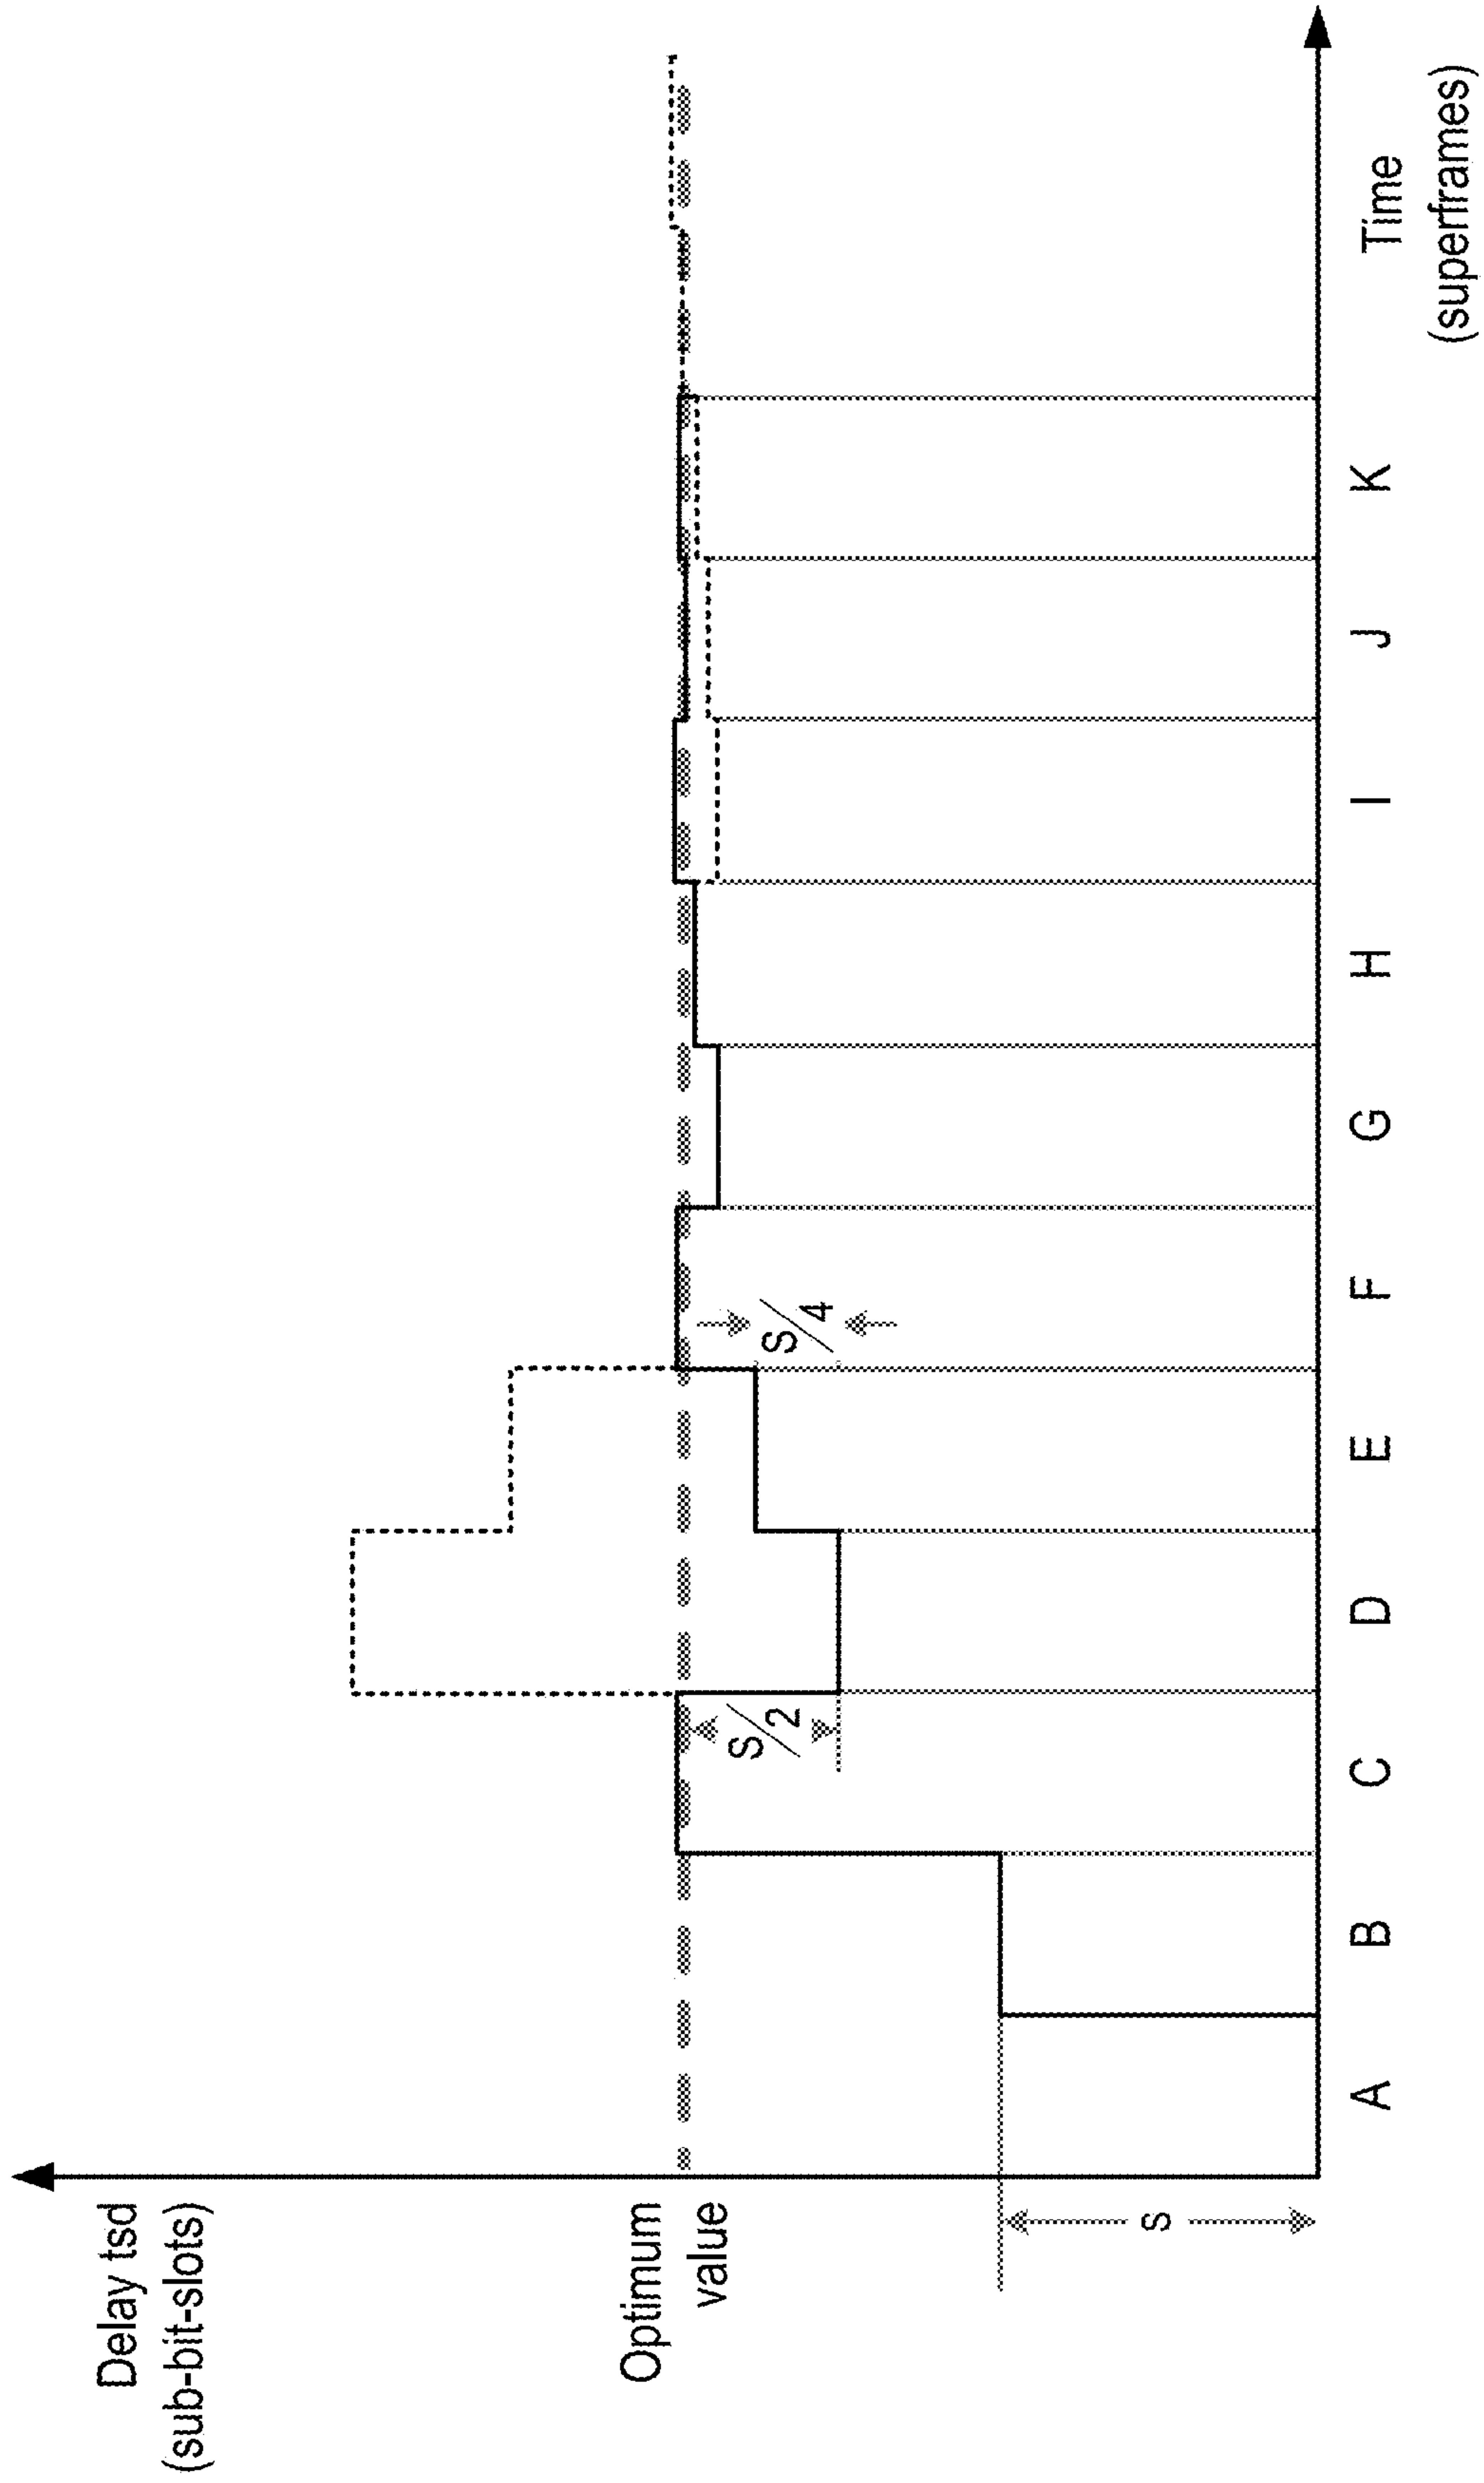 Delay tsd
(sub-bit-slots)
Optimum
value
s
S/2
S/4
A B C D E F G H I J K
Time
(superframes)